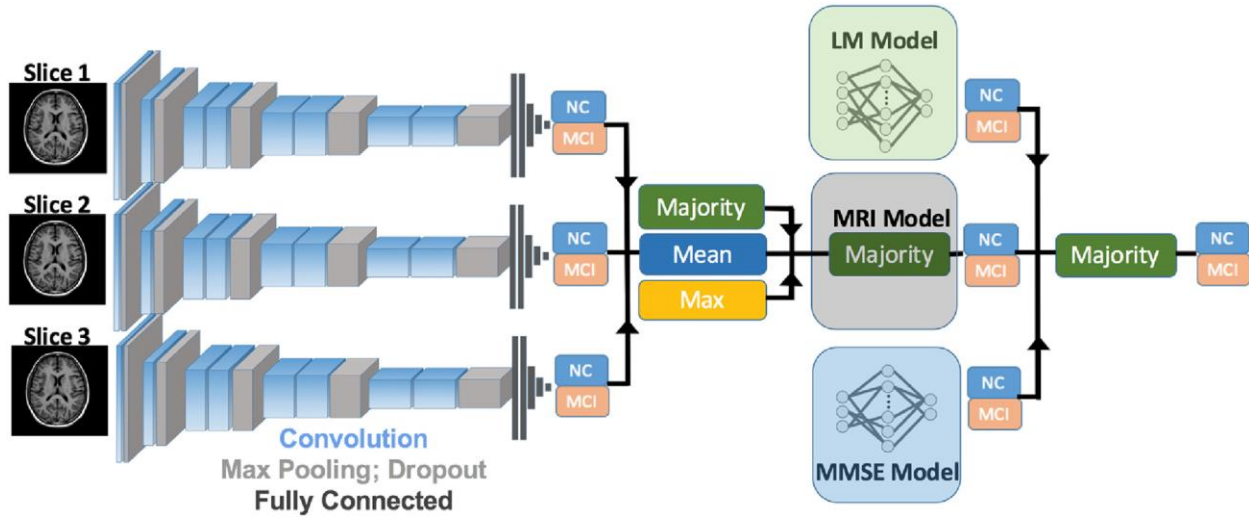 Slice 1
NC
MCI
Slice 2
NC
MCI
Slice 3
NC
MCI
Convolution
Max Pooling; Dropout
Fully Connected
Majority
Mean
Max
LM Model
NC
MCI
MRI Model
Majority
NC
MCI
MMSE Model
NC
MCI
Majority
NC
MCI